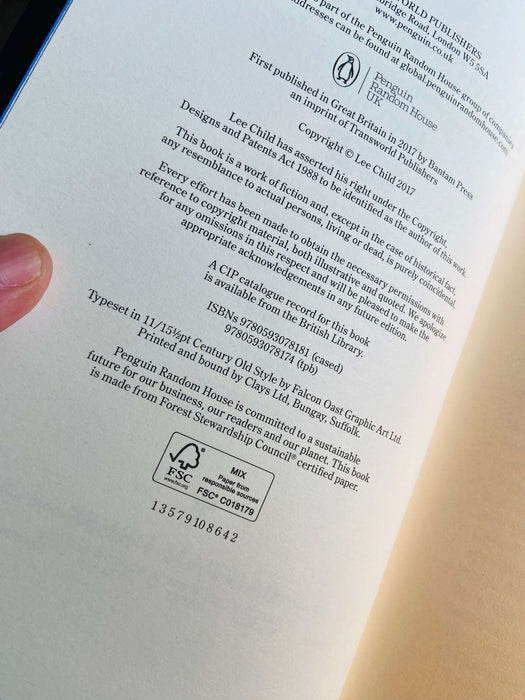 WORLD PUBLISHERS
bridge Road, London W5 5SA
www.penguin.co.uk
is part of the Penguin Random House group of companies
addresses can be found at global.penguinrandomhouse.com
Penguin
Random House
UK
First published in Great Britain in 2017 by Bantam Press
an imprint of Transworld Publishers
Copyright © Lee Child 2017
Lee Child has asserted his right under the Copyright,
Designs and Patents Act 1988 to be identified as the author of this work.
This book is a work of fiction and, except in the case of historical fact,
any resemblance to actual persons, living or dead, is purely coincidental.
Every effort has been made to obtain the necessary permissions with
reference to copyright material, both illustrative and quoted. We apologize
for any omissions in this respect and will be pleased to make the
appropriate acknowledgements in any future edition.
A CIP catalogue record for this book
is available from the British Library.
ISBNs 9780593078181 (cased)
9780593078174 (tpb)
Typeset in 11/15½pt Century Old Style by Falcon Oast Graphic Art Ltd.
Printed and bound by Clays Ltd, Bungay, Suffolk.
Penguin Random House is committed to a sustainable
future for our business, our readers and our planet. This book
is made from Forest Stewardship Council® certified paper.
FSC
www.fsc.org
MIX
Paper from
responsible sources
FSC® C018179
1 3 5 7 9 10 8 6 4 2